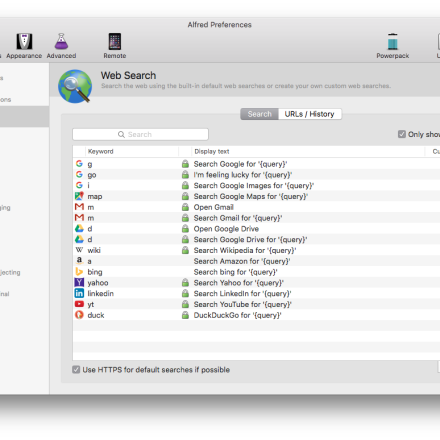 Alfred Preferences
Appearance Advanced Remote Powerpack
Web Search
Search the web using the built-in default web searches or create your own custom web searches.
Search URLs / History
Search
Only show
Keyword Display text Cu
g Search Google for '{query}'
go I'm feeling lucky for '{query}'
i Search Google Images for '{query}'
map Search Google Maps for '{query}'
m Open Gmail
m Search Gmail for '{query}'
d Open Google Drive
d Search Google Drive for '{query}'
wiki Search Wikipedia for '{query}'
a Search Amazon for '{query}'
bing Search bing for '{query}'
yahoo Search Yahoo for '{query}'
linkedin Search LinkedIn for '{query}'
yt Search YouTube for '{query}'
duck DuckDuckGo for '{query}'
Use HTTPS for default searches if possible